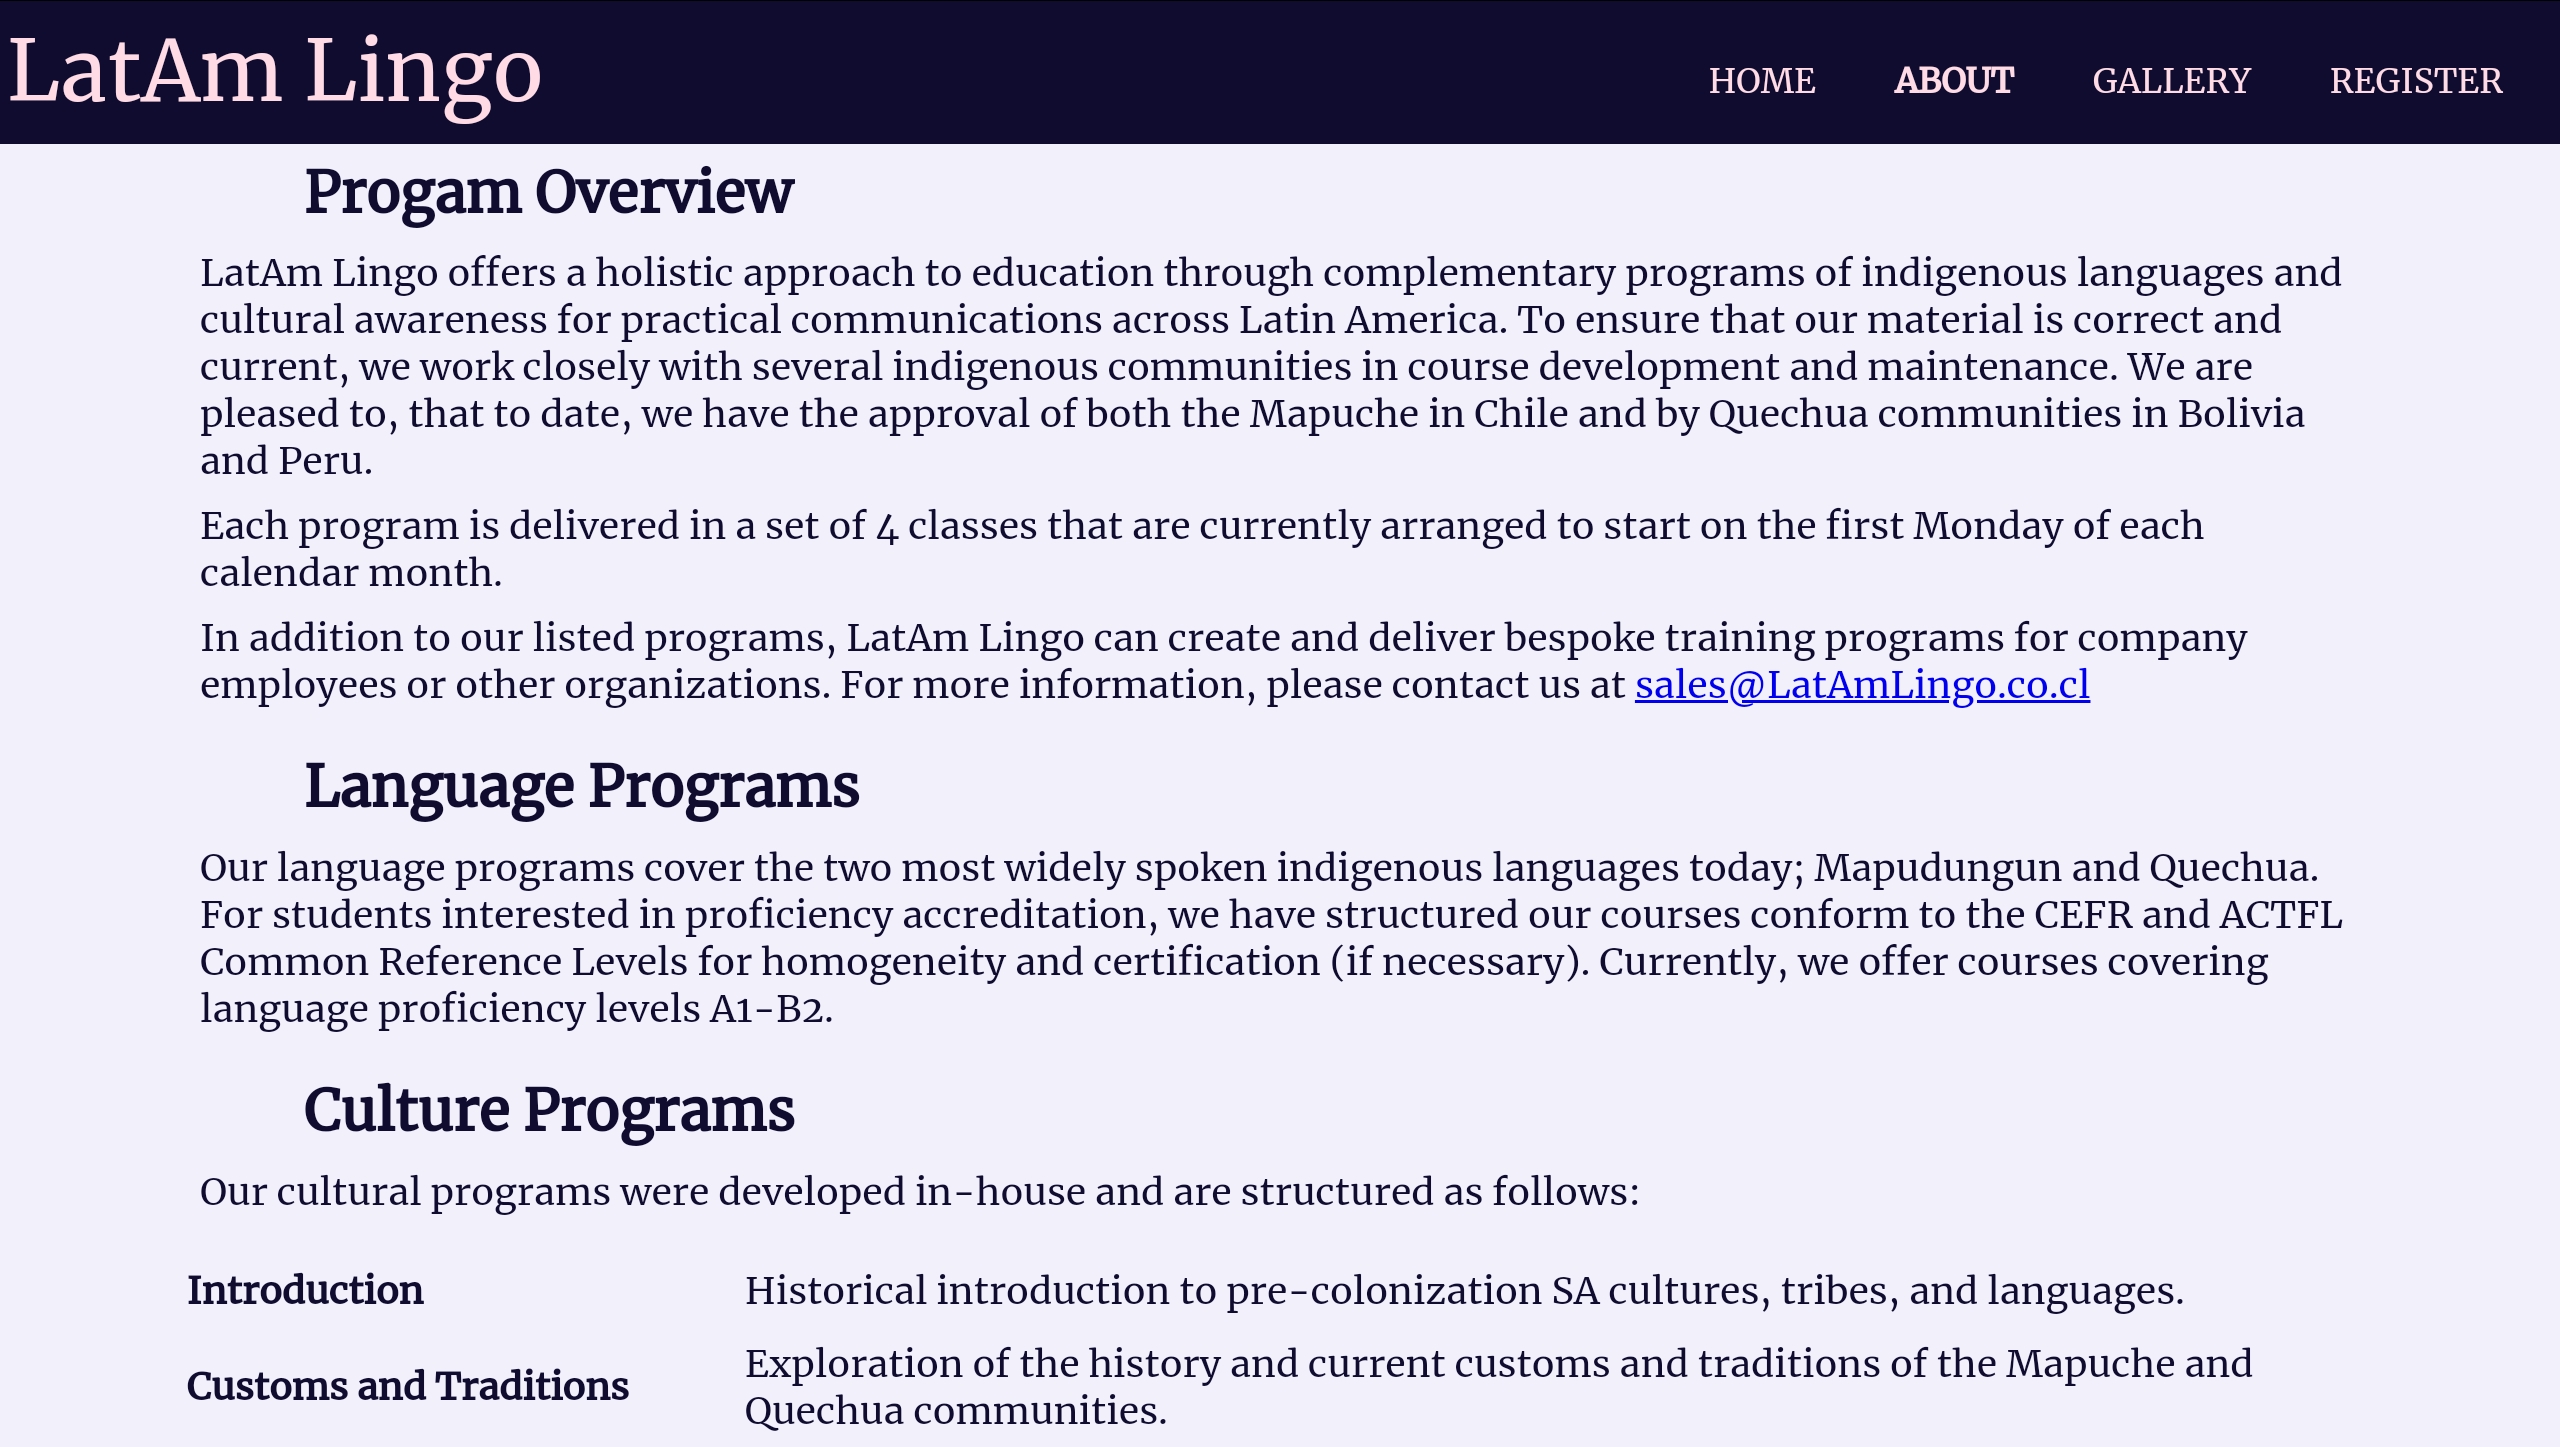 LatAm Lingo
HOME ABOUT GALLERY REGISTER
Progam Overview
LatAm Lingo offers a holistic approach to education through complementary programs of indigenous languages and
cultural awareness for practical communications across Latin America. To ensure that our material is correct and
current, we work closely with several indigenous communities in course development and maintenance. We are
pleased to, that to date, we have the approval of both the Mapuche in Chile and by Quechua communities in Bolivia
and Peru.
Each program is delivered in a set of 4 classes that are currently arranged to start on the first Monday of each
calendar month.
In addition to our listed programs, LatAm Lingo can create and deliver bespoke training programs for company
employees or other organizations. For more information, please contact us at sales@LatAmLingo.co.cl
Language Programs
Our language programs cover the two most widely spoken indigenous languages today; Mapudungun and Quechua.
For students interested in proficiency accreditation, we have structured our courses conform to the CEFR and ACTFL
Common Reference Levels for homogeneity and certification (if necessary). Currently, we offer courses covering
language proficiency levels A1-B2.
Culture Programs
Our cultural programs were developed in-house and are structured as follows:
Introduction Historical introduction to pre-colonization SA cultures, tribes, and languages.
Customs and Traditions Exploration of the history and current customs and traditions of the Mapuche and
Quechua communities.